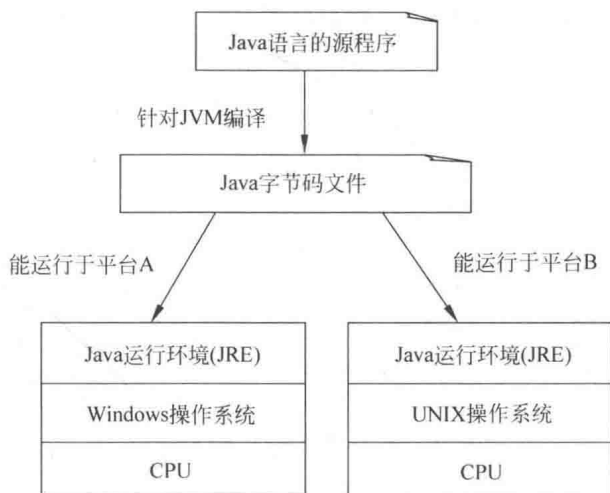 Java语言的源程序
针对JVM编译
Java字节码文件
能运行于平台A
能运行于平台B
Java运行环境(JRE)
Windows操作系统
CPU
Java运行环境(JRE)
UNIX操作系统
CPU